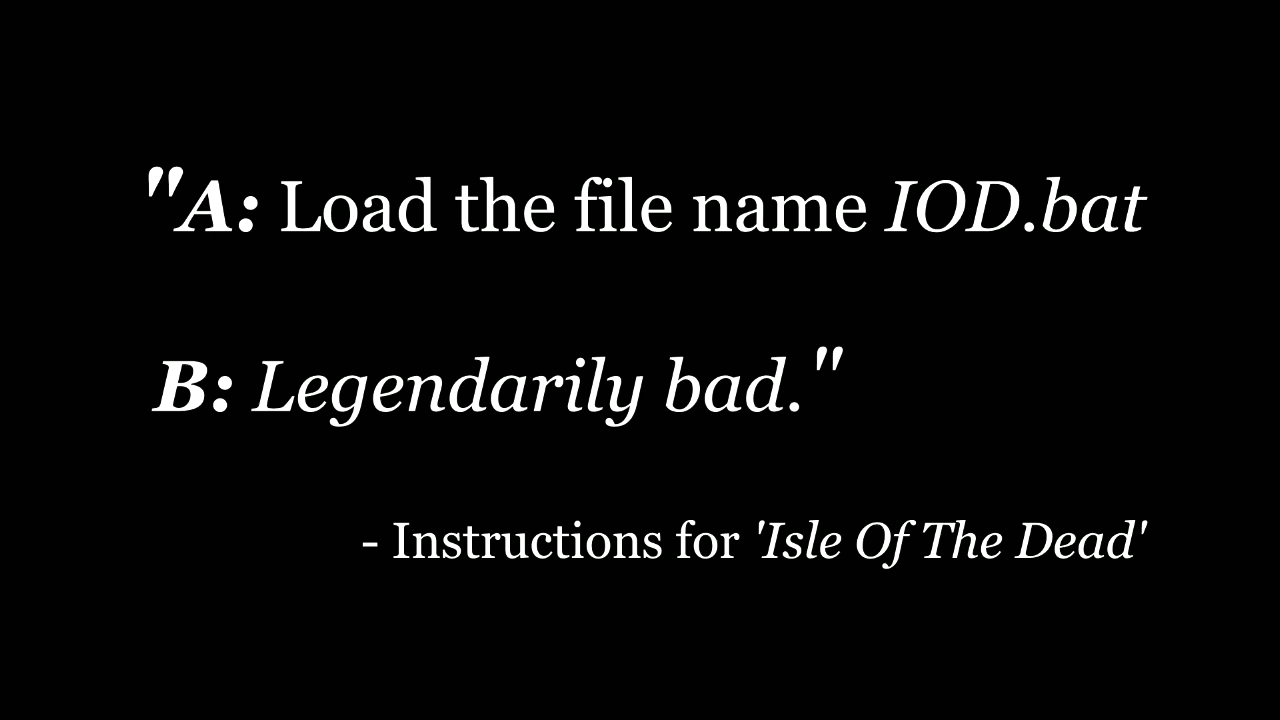 "A: Load the file name IOD.bat
B: Legendarily bad."
- Instructions for 'Isle Of The Dead'